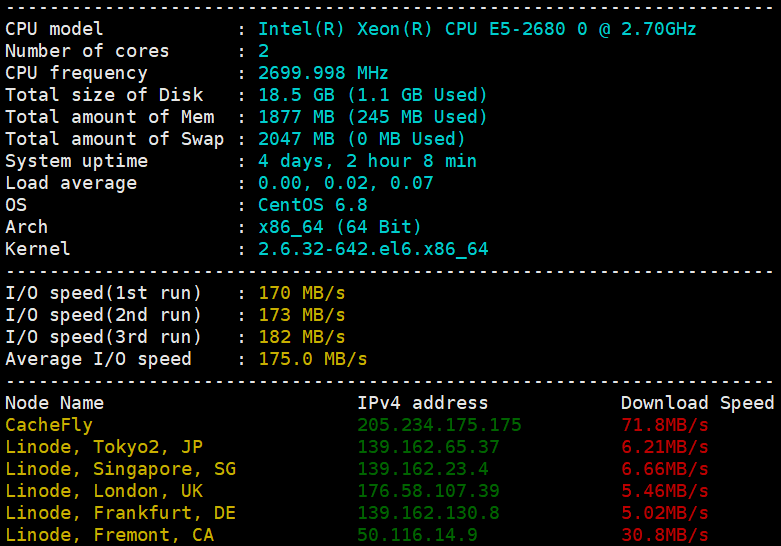 ----------------------------------------------------------------------
CPU model            : Intel(R) Xeon(R) CPU E5-2680 0 @ 2.70GHz
Number of cores      : 2
CPU frequency        : 2699.998 MHz
Total size of Disk   : 18.5 GB (1.1 GB Used)
Total amount of Mem  : 1877 MB (245 MB Used)
Total amount of Swap : 2047 MB (0 MB Used)
System uptime        : 4 days, 2 hour 8 min
Load average         : 0.00, 0.02, 0.07
OS                   : CentOS 6.8
Arch                 : x86_64 (64 Bit)
Kernel               : 2.6.32-642.el6.x86_64
----------------------------------------------------------------------
I/O speed(1st run)   : 170 MB/s
I/O speed(2nd run)   : 173 MB/s
I/O speed(3rd run)   : 182 MB/s
Average I/O speed    : 175.0 MB/s
----------------------------------------------------------------------
Node Name                       IPv4 address            Download Speed
CacheFly                        205.234.175.175         71.8MB/s
Linode, Tokyo2, JP              139.162.65.37           6.21MB/s
Linode, Singapore, SG           139.162.23.4            6.66MB/s
Linode, London, UK              176.58.107.39           5.46MB/s
Linode, Frankfurt, DE           139.162.130.8           5.02MB/s
Linode, Fremont, CA             50.116.14.9             30.8MB/s